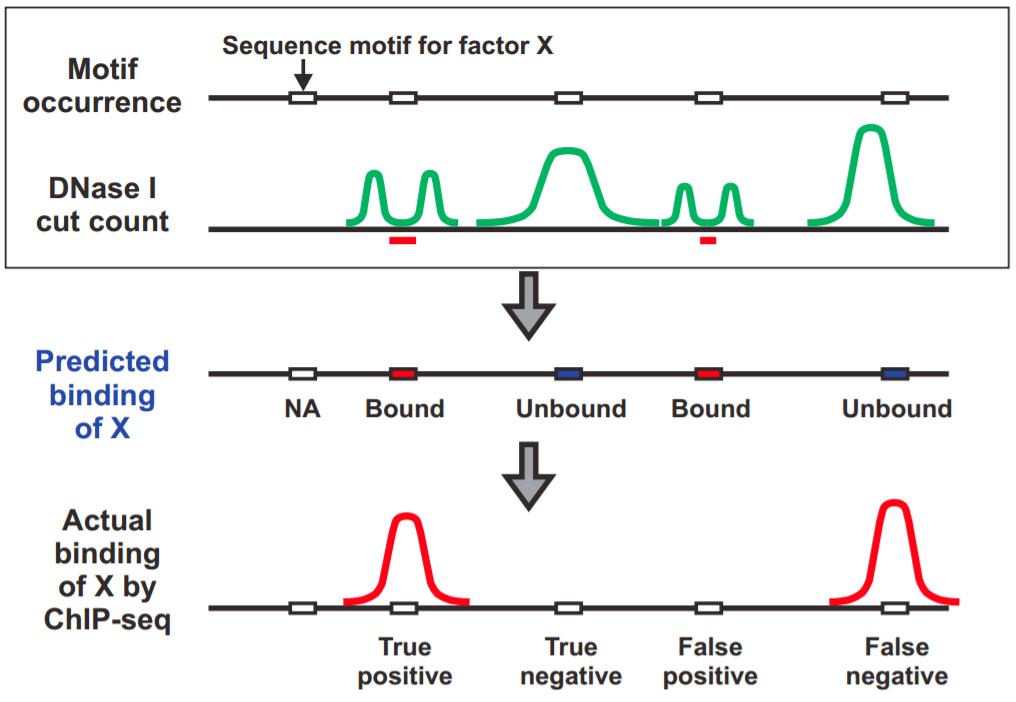 Sequence motif for factor X
Motif
occurrence
DNase I
cut count
Predicted
binding
of X
NA
Bound
Unbound
Bound
Unbound
Actual
binding
of X by
ChIP-seq
True
positive
True
negative
False
positive
False
negative